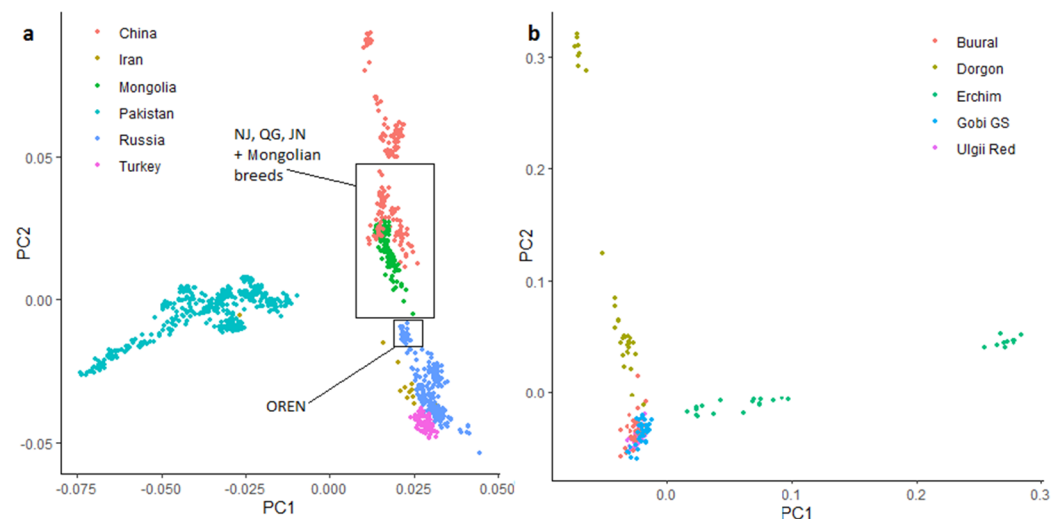 a
China
Iran
Mongolia
Pakistan
Russia
Turkey
NJ, QG, JN
+ Mongolian
breeds
OREN
0.05
0.00
-0.05
PC2
-0.075
-0.050
-0.025
0.000
0.025
0.050
PC1
b
Buural
Dorgon
Erchim
Gobi GS
Ulgii Red
0.3
0.2
0.1
0.0
PC2
0.0
0.1
0.2
0.3
PC1